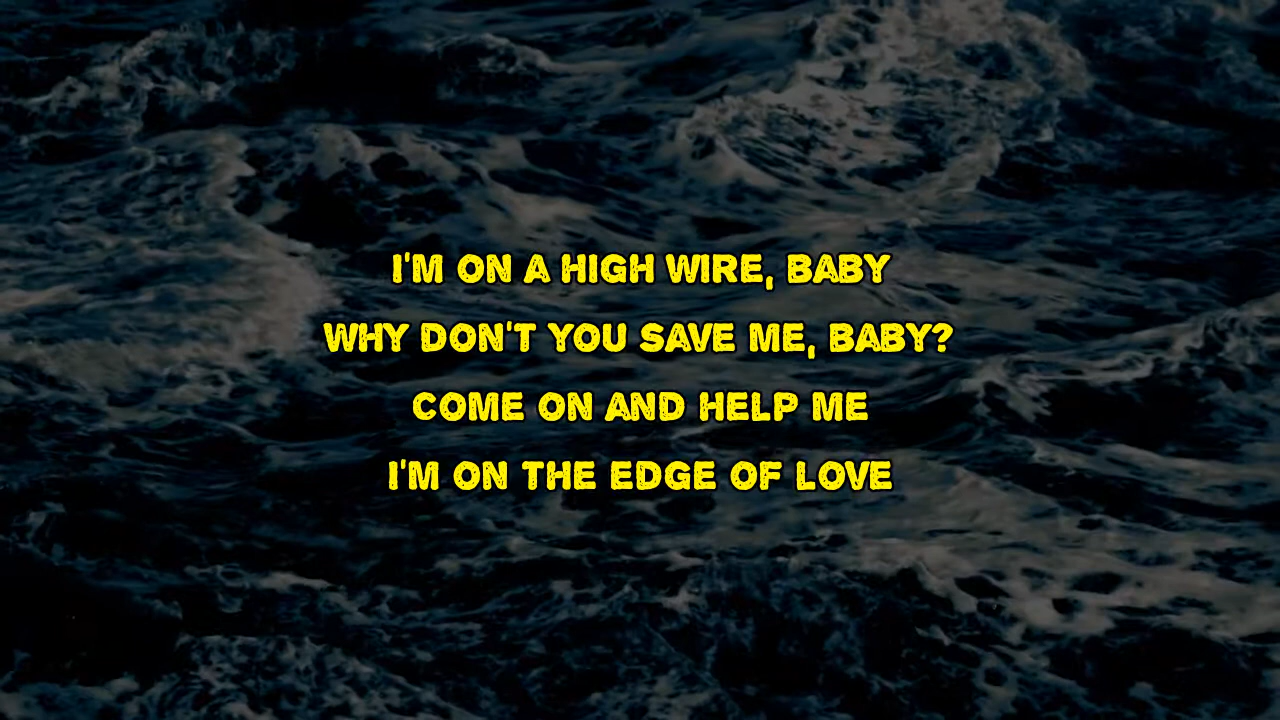 I'M ON A HIGH WIRE, BABY
WHY DON'T YOU SAVE ME, BABY?
COME ON AND HELP ME
I'M ON THE EDGE OF LOVE